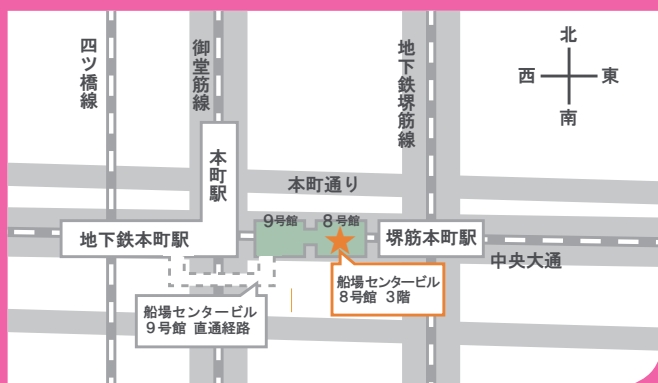 四ツ橋線
御堂筋線
地下鉄堺筋線
北
西 東
南
本町駅
本町通り
9号館 8号館
地下鉄本町駅
堺筋本町駅
中央大通
船場センタービル
8号館 3階
船場センタービル
9号館 直通経路